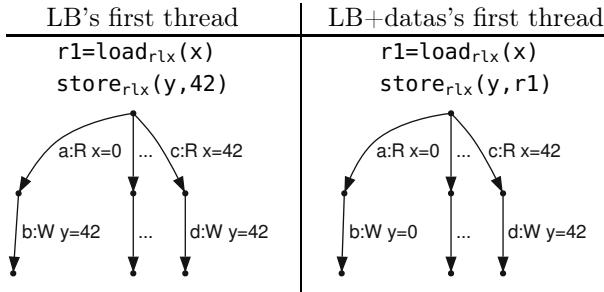 LB's first thread
r1=load_rlx(x)
store_rlx(y,42)
a:R x=0 ... c:R x=42
b:W y=42 ... d:W y=42
LB+datas's first thread
r1=load_rlx(x)
store_rlx(y,r1)
a:R x=0 ... c:R x=42
b:W y=0 ... d:W y=42